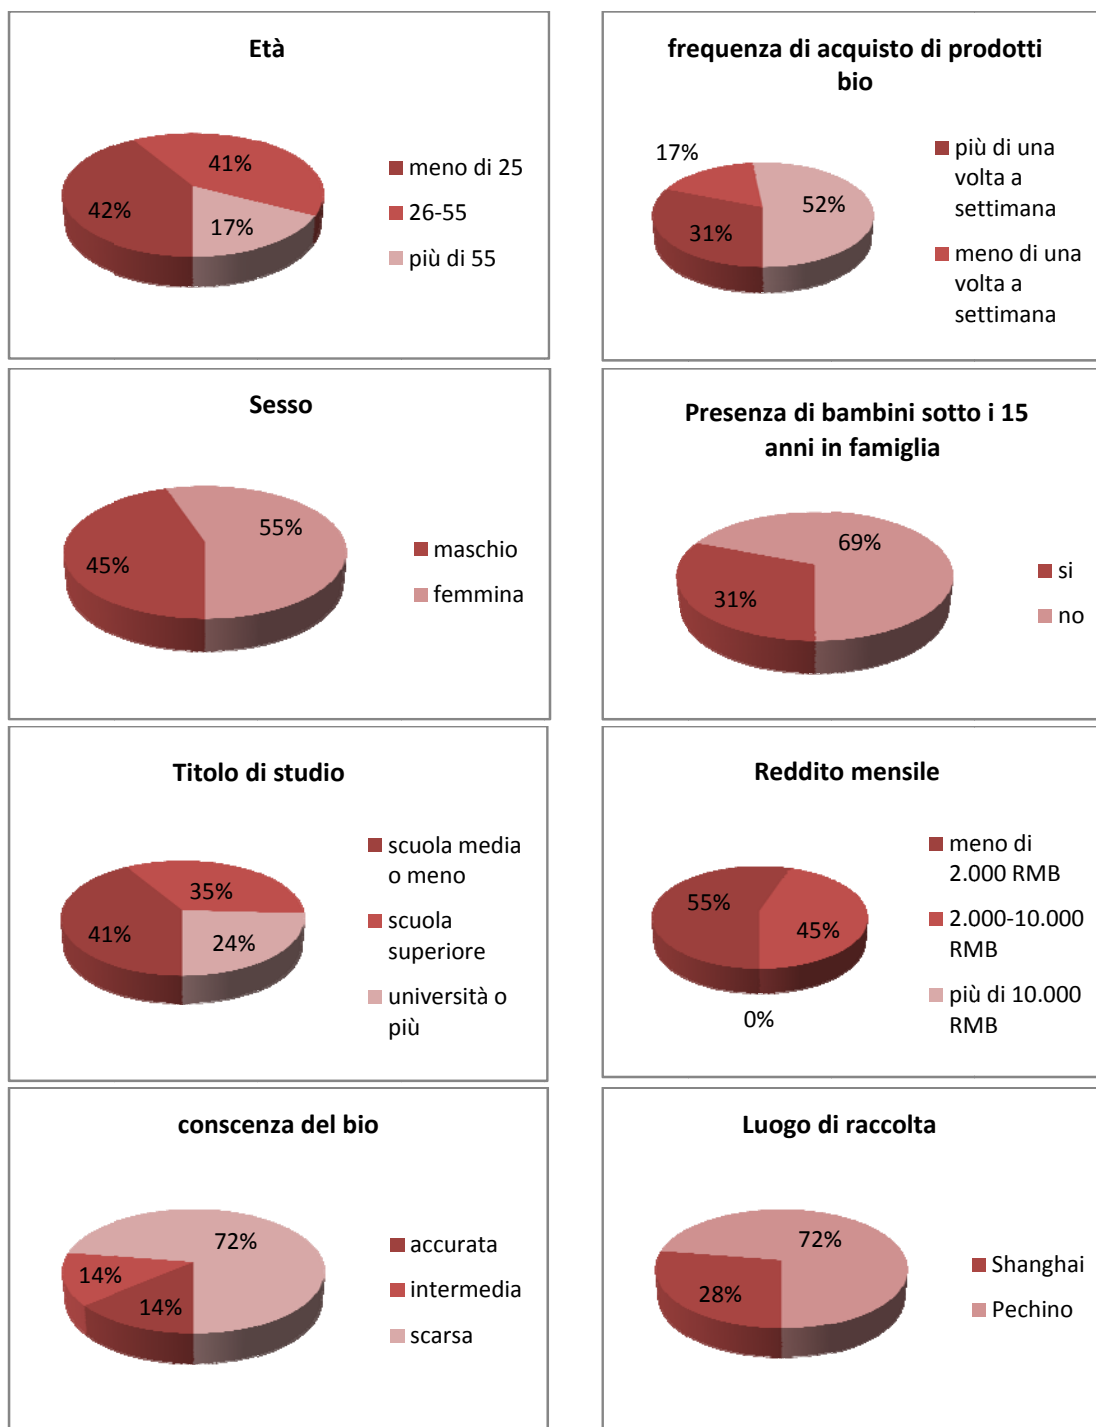 Età
41%
42%
17%
meno di 25
26-55
più di 55
frequenza di acquisto di prodotti
bio
17%
52%
31%
più di una
volta a
settimana
meno di una
volta a
settimana
Sesso
55%
45%
maschio
femmina
Presenza di bambini sotto i 15
anni in famiglia
69%
31%
si
no
Titolo di studio
35%
41%
24%
scuola media
o meno
scuola
superiore
università o
più
Reddito mensile
55%
45%
0%
meno di
2.000 RMB
2.000-10.000
RMB
più di 10.000
RMB
conscenza del bio
72%
14%
14%
accurata
intermedia
scarsa
Luogo di raccolta
72%
28%
Shanghai
Pechino